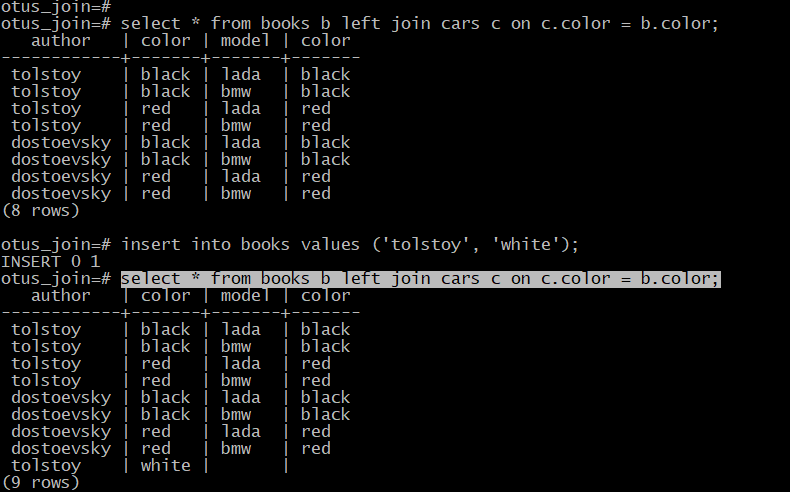 otus_join=#
otus_join=# select * from books b left join cars c on c.color = b.color;
   author   | color | model | color
------------+-------+-------+-------
 tolstoy    | black | lada  | black
 tolstoy    | black | bmw   | black
 tolstoy    | red   | lada  | red
 tolstoy    | red   | bmw   | red
 dostoevsky | black | lada  | black
 dostoevsky | black | bmw   | black
 dostoevsky | red   | lada  | red
 dostoevsky | red   | bmw   | red
(8 rows)

otus_join=# insert into books values ('tolstoy', 'white');
INSERT 0 1
otus_join=# select * from books b left join cars c on c.color = b.color;
   author   | color | model | color
------------+-------+-------+-------
 tolstoy    | black | lada  | black
 tolstoy    | black | bmw   | black
 tolstoy    | red   | lada  | red
 tolstoy    | red   | bmw   | red
 dostoevsky | black | lada  | black
 dostoevsky | black | bmw   | black
 dostoevsky | red   | lada  | red
 dostoevsky | red   | bmw   | red
 tolstoy    | white |       |
(9 rows)